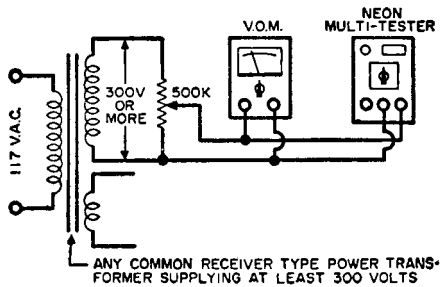 V.O.M.
NEON
MULTI-TESTER
117 V.A.C.
300V
OR
MORE
500K
ANY COMMON RECEIVER TYPE POWER TRANS-
FORMER SUPPLYING AT LEAST 300 VOLTS